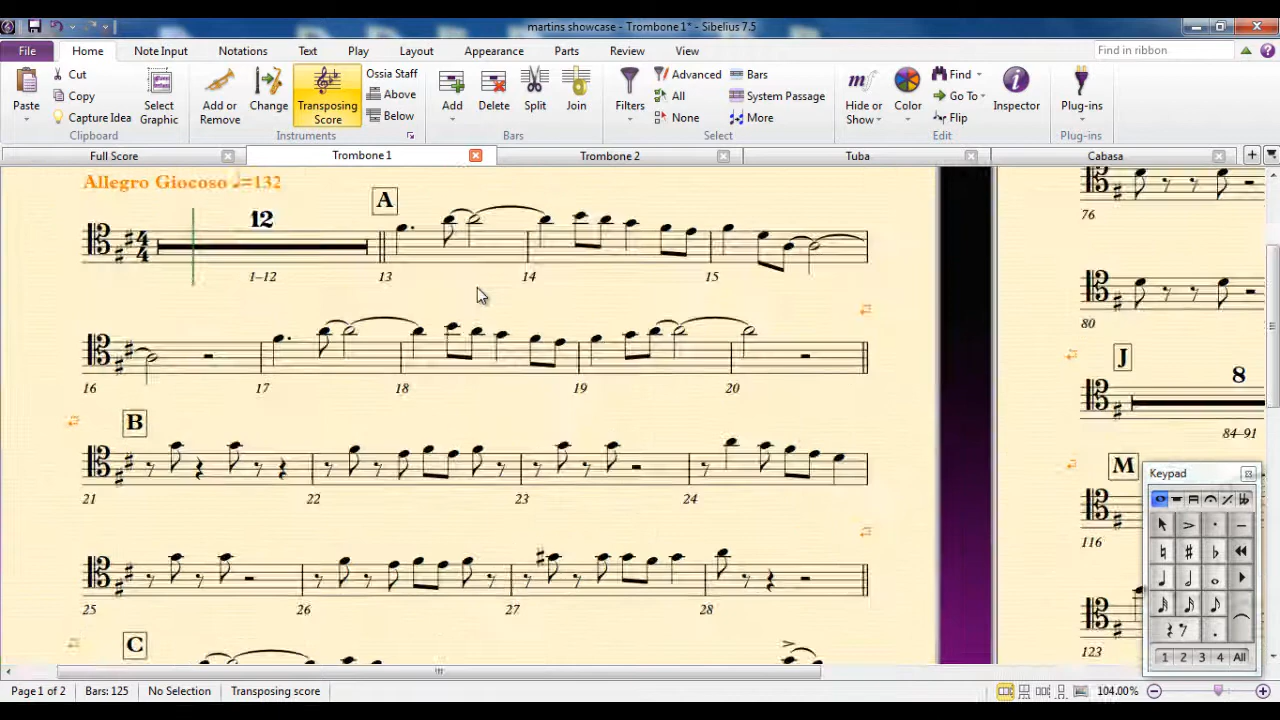 martins showcase - Trombone 1* - Sibelius 7.5
File Home Note Input Notations Text Play Layout Appearance Parts Review View Find in ribbon
Paste Cut Copy Capture Idea Select Graphic Clipboard
Add or Remove Change Transposing Score Ossia Staff Above Below Instruments
Add Delete Split Join Bars
Filters Advanced All None Bars System Passage More Select
Hide or Show Color Find Go To Flip Inspector Edit
Plug-ins Plug-ins
Full Score Trombone 1 Trombone 2 Tuba Cabasa
Allegro Giocoso ♩=132
12 A
1–12 13 14 15
76
16 17 18 19 20
80
B
J 8
21 22 23 24
84–91
M
25 26 27 28
116
C
123
Keypad
1 2 3 4 All
Page 1 of 2 Bars: 125 No Selection Transposing score 104.00%